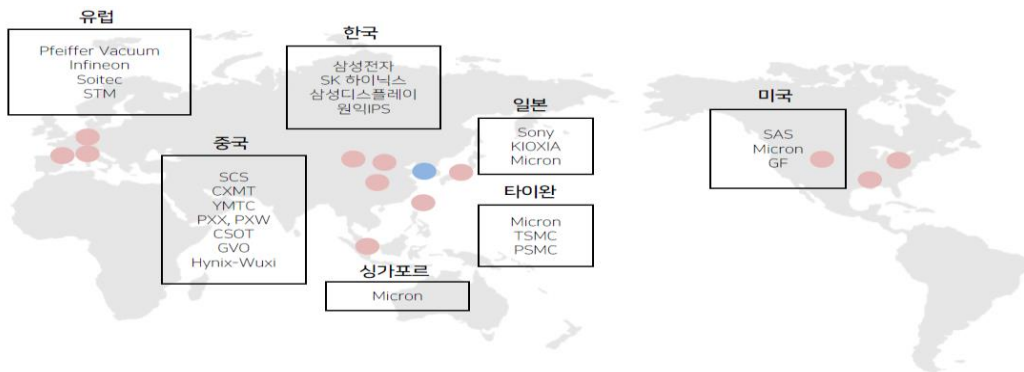 유럽
Pfeiffer Vacuum
Infineon
Soitec
STM
한국
삼성전자
SK 하이닉스
삼성디스플레이
원익IPS
일본
Sony
KIOXIA
Micron
중국
SCS
CXMT
YMTC
PXX, PXW
CSOT
GVO
Hynix-Wuxi
타이완
Micron
TSMC
PSMC
싱가포르
Micron
미국
SAS
Micron
GF